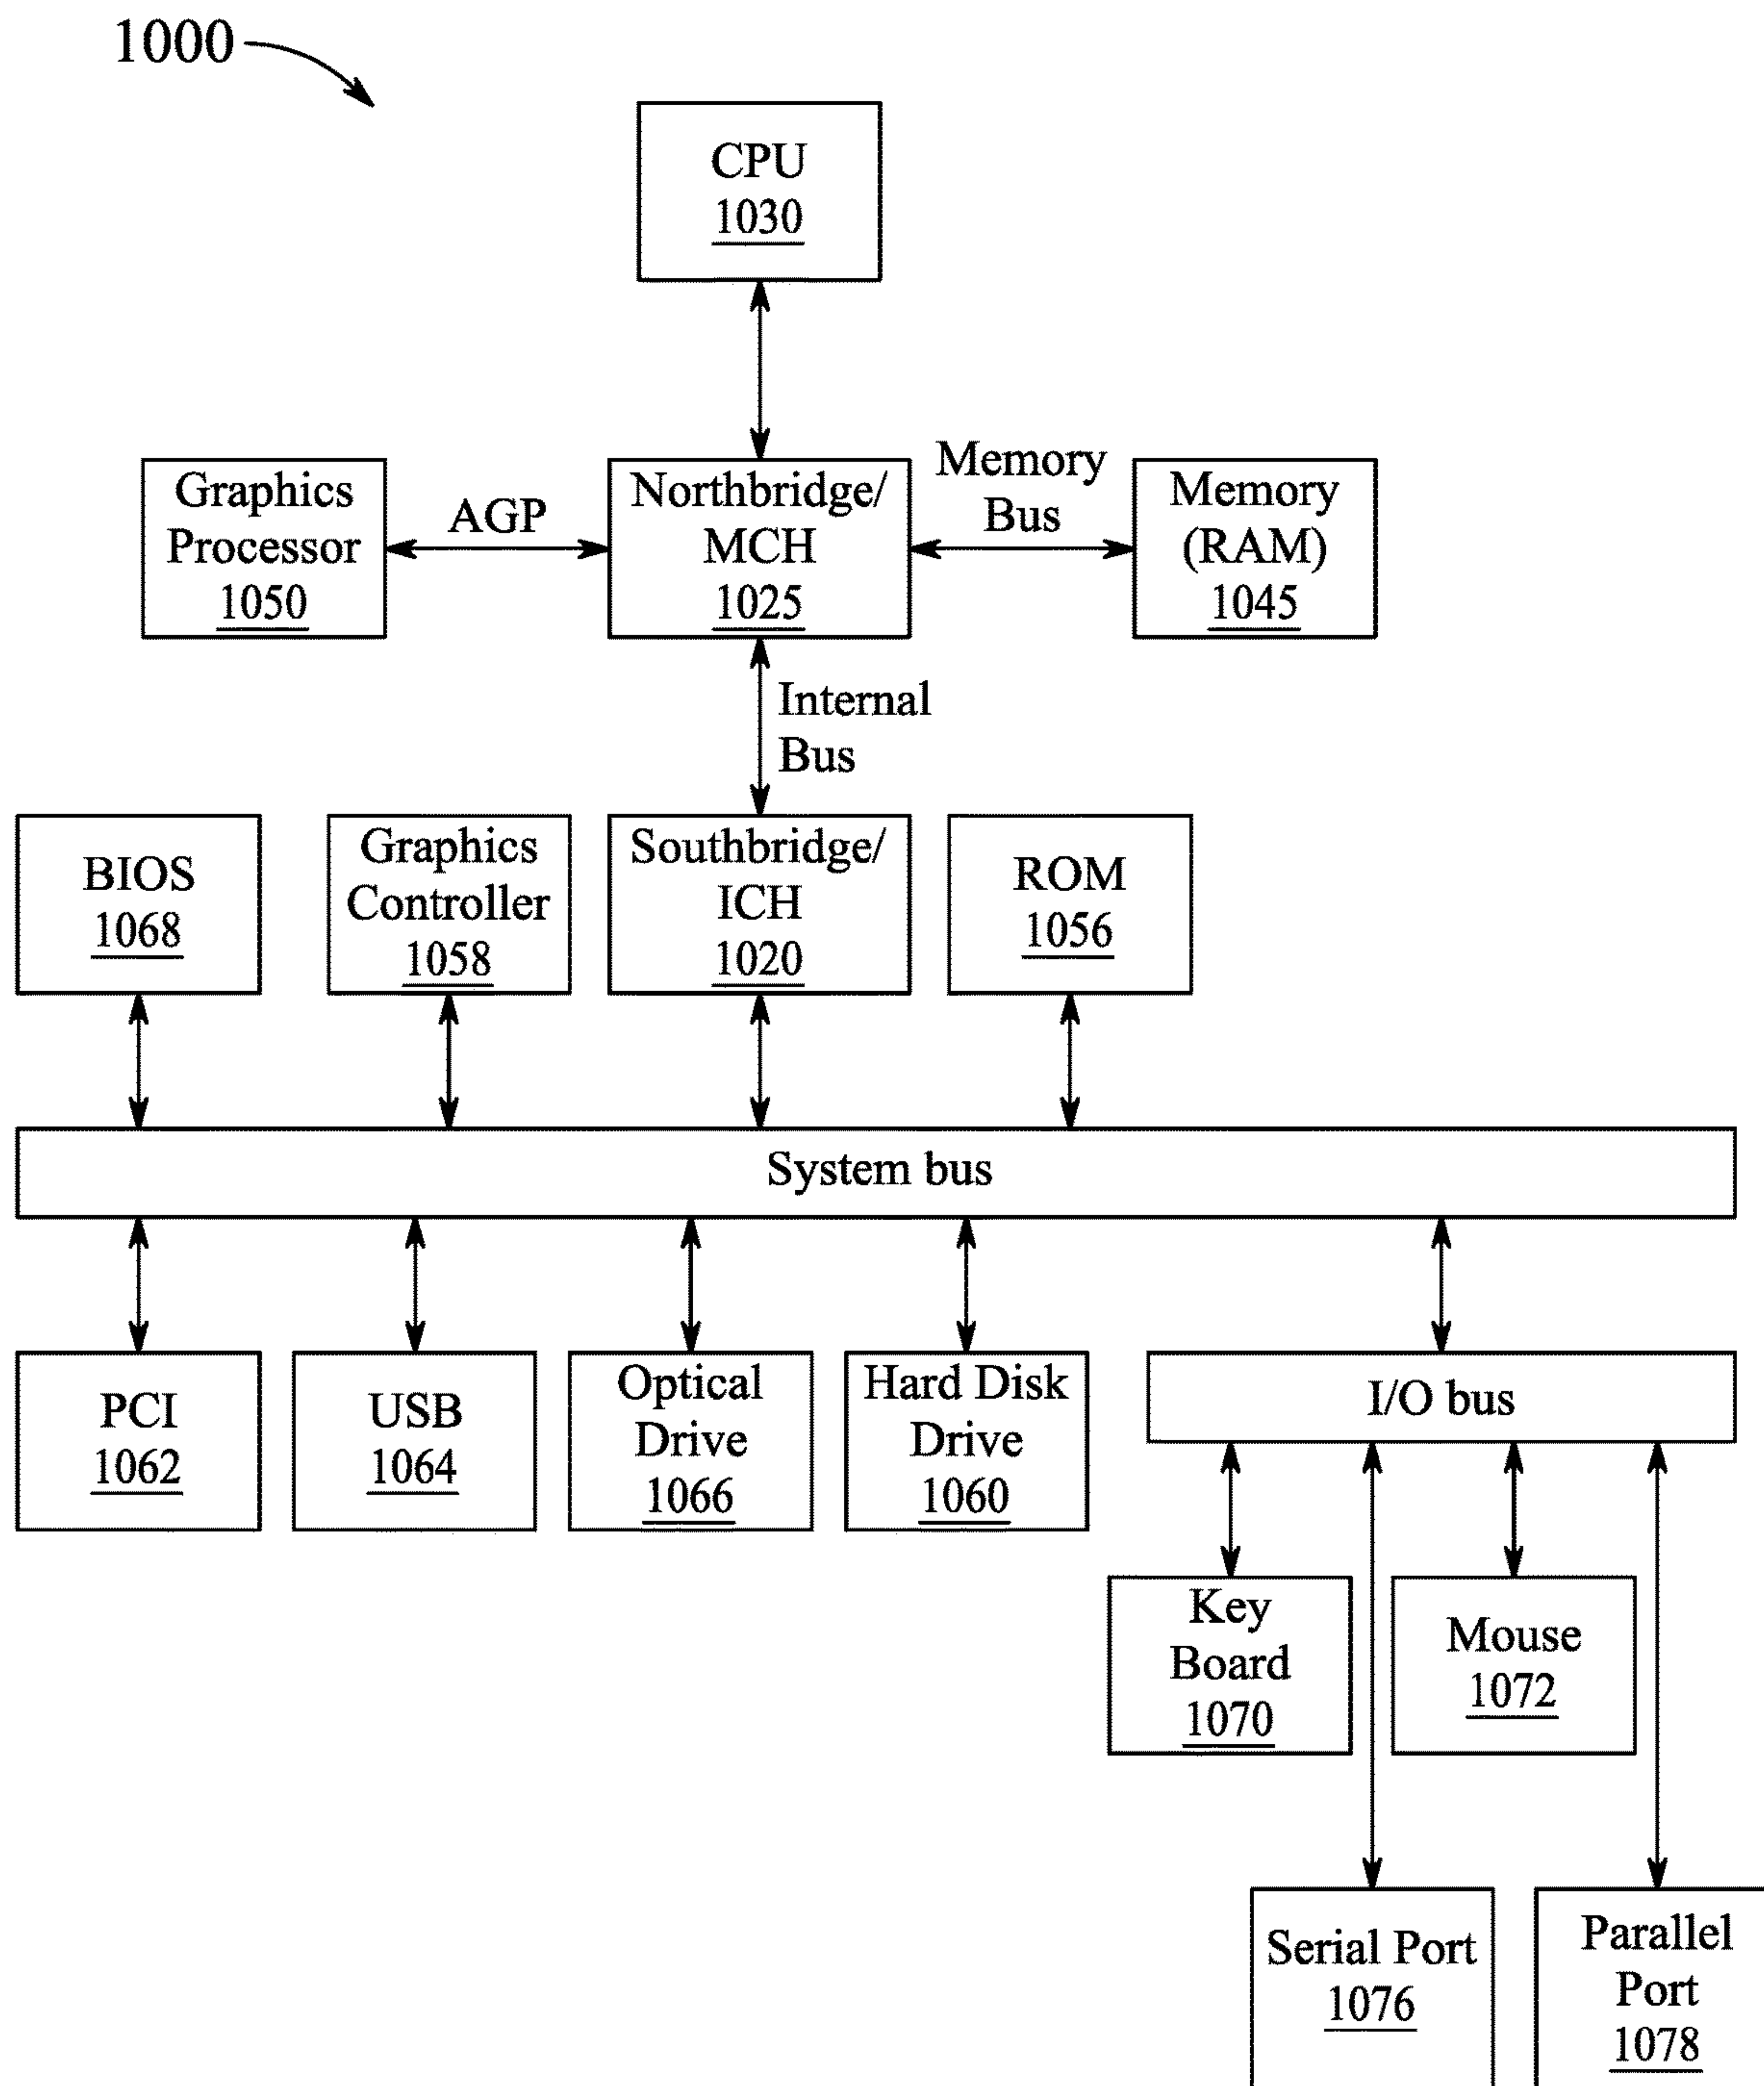 1000
CPU
1030
Graphics
Processor
1050
AGP
Northbridge/
MCH
1025
Memory
Bus
Memory
(RAM)
1045
Internal
Bus
BIOS
1068
Graphics
Controller
1058
Southbridge/
ICH
1020
ROM
1056
System bus
PCI
1062
USB
1064
Optical
Drive
1066
Hard Disk
Drive
1060
I/O bus
Key
Board
1070
Mouse
1072
Serial Port
1076
Parallel
Port
1078